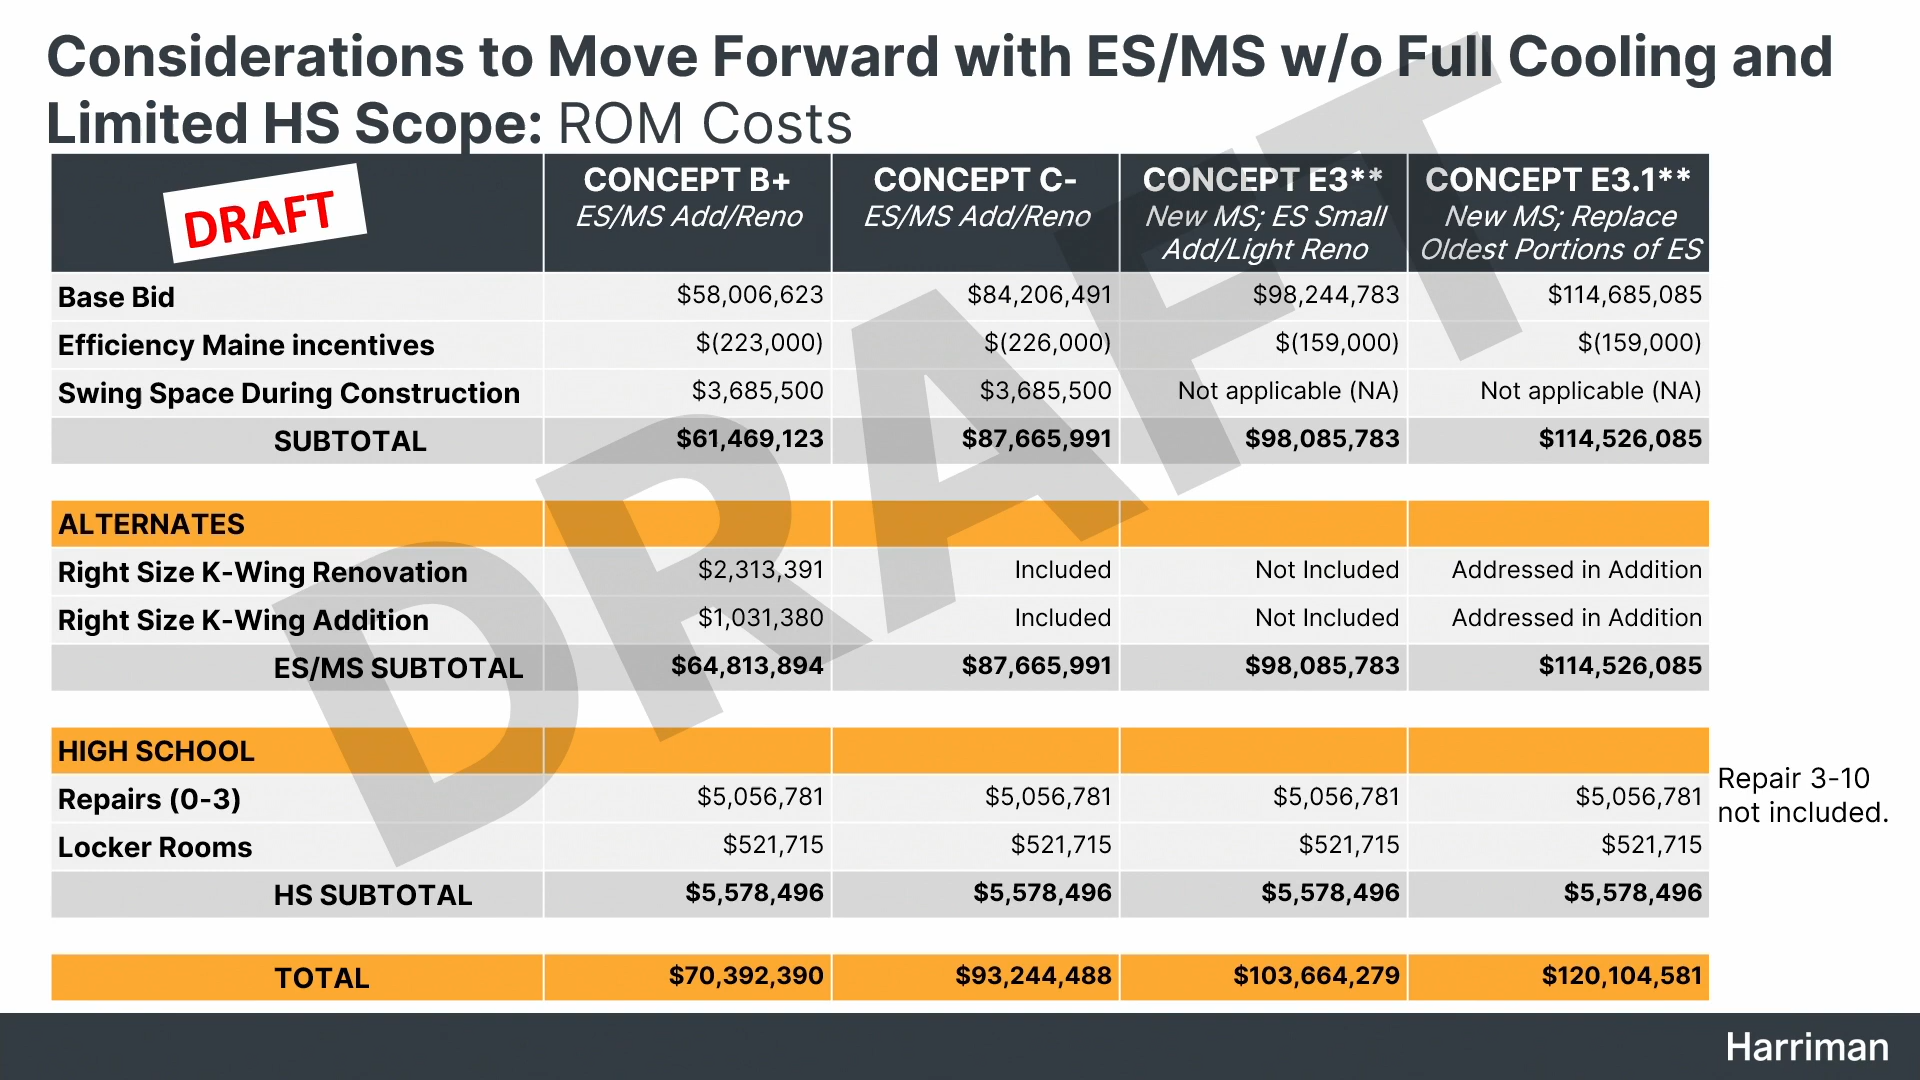 Considerations to Move Forward with ES/MS w/o Full Cooling and
Limited HS Scope: ROM Costs
DRAFT
CONCEPT B+
ES/MS Add/Reno
CONCEPT C-
ES/MS Add/Reno
CONCEPT E3**
New MS; ES Small
Add/Light Reno
CONCEPT E3.1**
New MS; Replace
Oldest Portions of ES
Base Bid $58,006,623 $84,206,491 $98,244,783 $114,685,085
Efficiency Maine incentives $(223,000) $(226,000) $(159,000) $(159,000)
Swing Space During Construction $3,685,500 $3,685,500 Not applicable (NA) Not applicable (NA)
SUBTOTAL $61,469,123 $87,665,991 $98,085,783 $114,526,085
ALTERNATES
Right Size K-Wing Renovation $2,313,391 Included Not Included Addressed in Addition
Right Size K-Wing Addition $1,031,380 Included Not Included Addressed in Addition
ES/MS SUBTOTAL $64,813,894 $87,665,991 $98,085,783 $114,526,085
HIGH SCHOOL
Repairs (0-3) $5,056,781 $5,056,781 $5,056,781 $5,056,781
Repair 3-10
not included.
Locker Rooms $521,715 $521,715 $521,715 $521,715
HS SUBTOTAL $5,578,496 $5,578,496 $5,578,496 $5,578,496
TOTAL $70,392,390 $93,244,488 $103,664,279 $120,104,581
DRAFT
Harriman